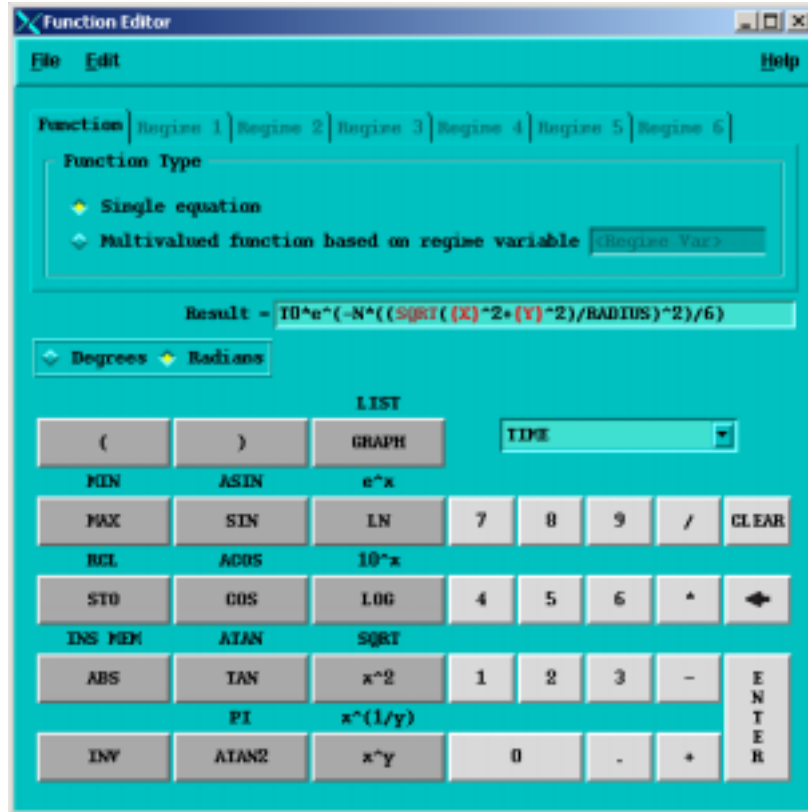 Function Editor
File Edit Help
Function Regime 1 Regime 2 Regime 3 Regime 4 Regime 5 Regime 6
Function Type
Single equation
Multivalued function based on regime variable <Regime Var>
Result = T0*e^(-N*((SQRT((X)^2+(Y)^2)/RADIUS)^2)/6)
Degrees Radians
LIST
( ) GRAPH TIME
MIN ASIN e^x
MAX SIN LN 7 8 9 / CLEAR
RCL ACOS 10^x
STO COS LOG 4 5 6 *
INS MEM ATAN SQRT
ABS TAN x^2 1 2 3 - ENTER
PI x^(1/y)
INV ATAN2 x^y 0 . +